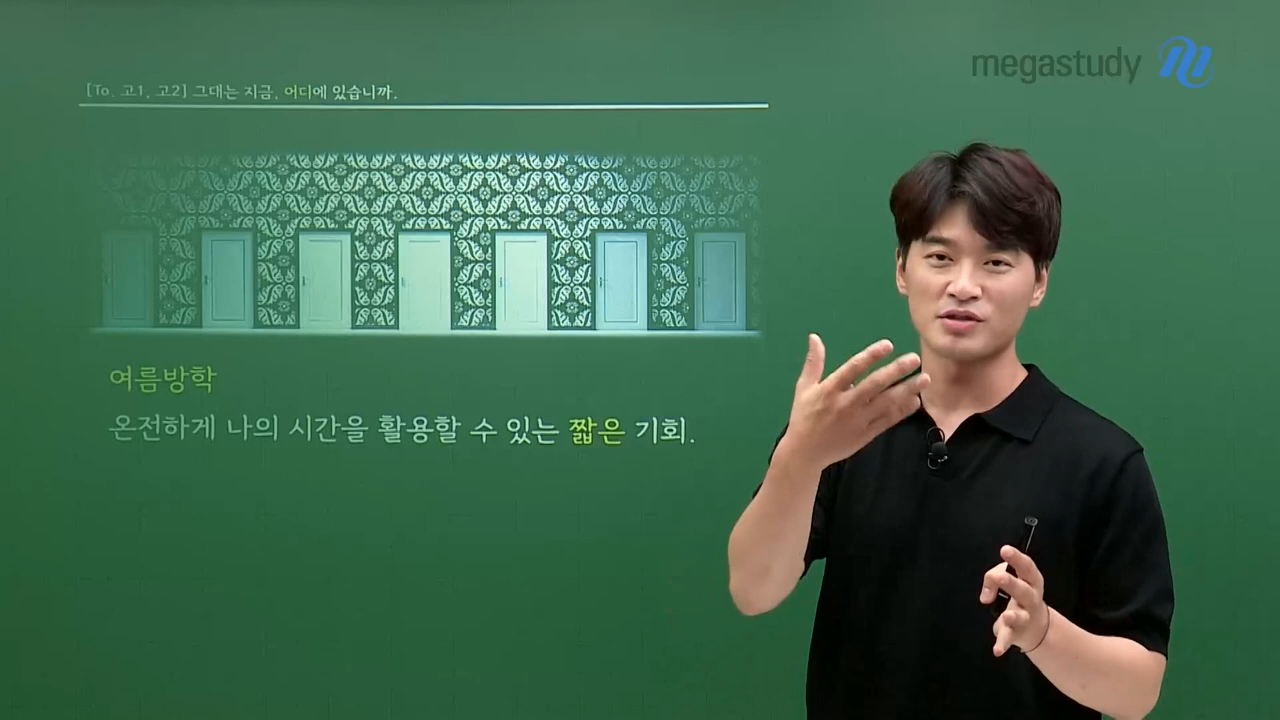 megastudy
[To. 고1, 고2] 그대는 지금, 어디에 있습니까.
여름방학
온전하게 나의 시간을 활용할 수 있는 짧은 기회.